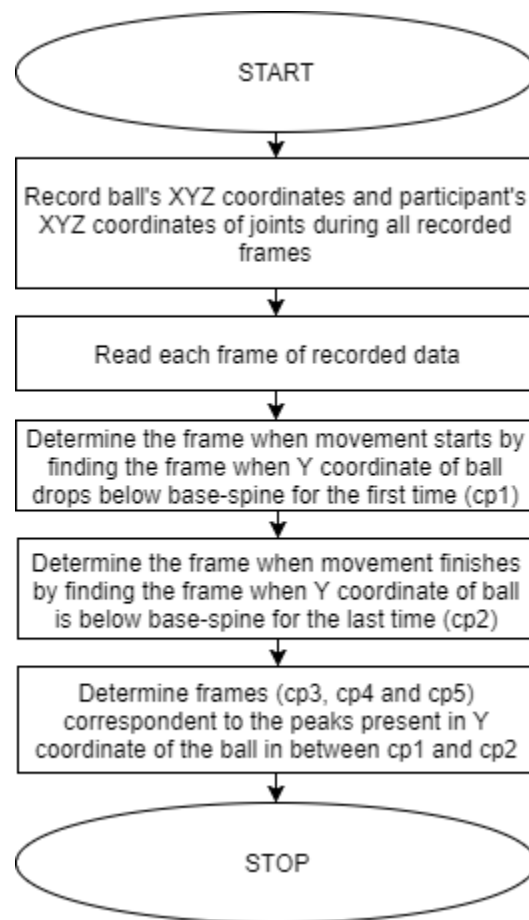 START
Record ball's XYZ coordinates and participant's
XYZ coordinates of joints during all recorded
frames
Read each frame of recorded data
Determine the frame when movement starts by
finding the frame when Y coordinate of ball
drops below base-spine for the first time (cp1)
Determine the frame when movement finishes
by finding the frame when Y coordinate of ball
is below base-spine for the last time (cp2)
Determine frames (cp3, cp4 and cp5)
correspondent to the peaks present in Y
coordinate of the ball in between cp1 and cp2
STOP